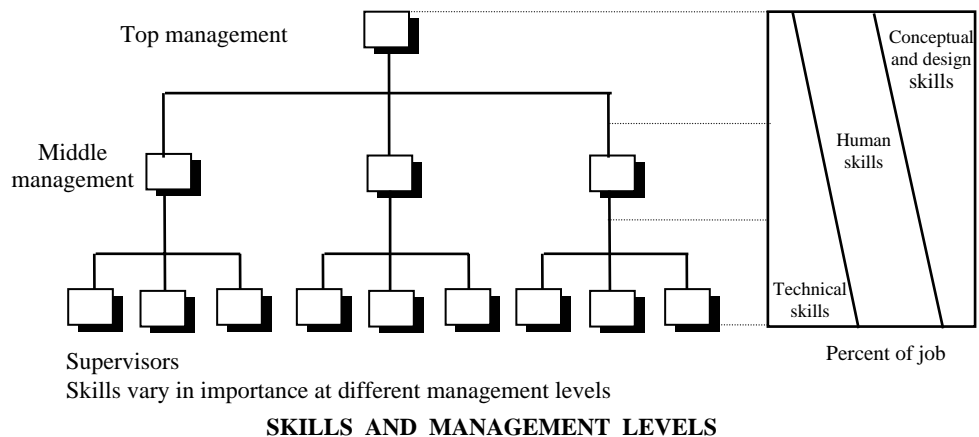 Top management
Conceptual
and design
skills
Middle
management
Human
skills
Technical
skills
Supervisors
Percent of job
Skills vary in importance at different management levels
SKILLS AND MANAGEMENT LEVELS